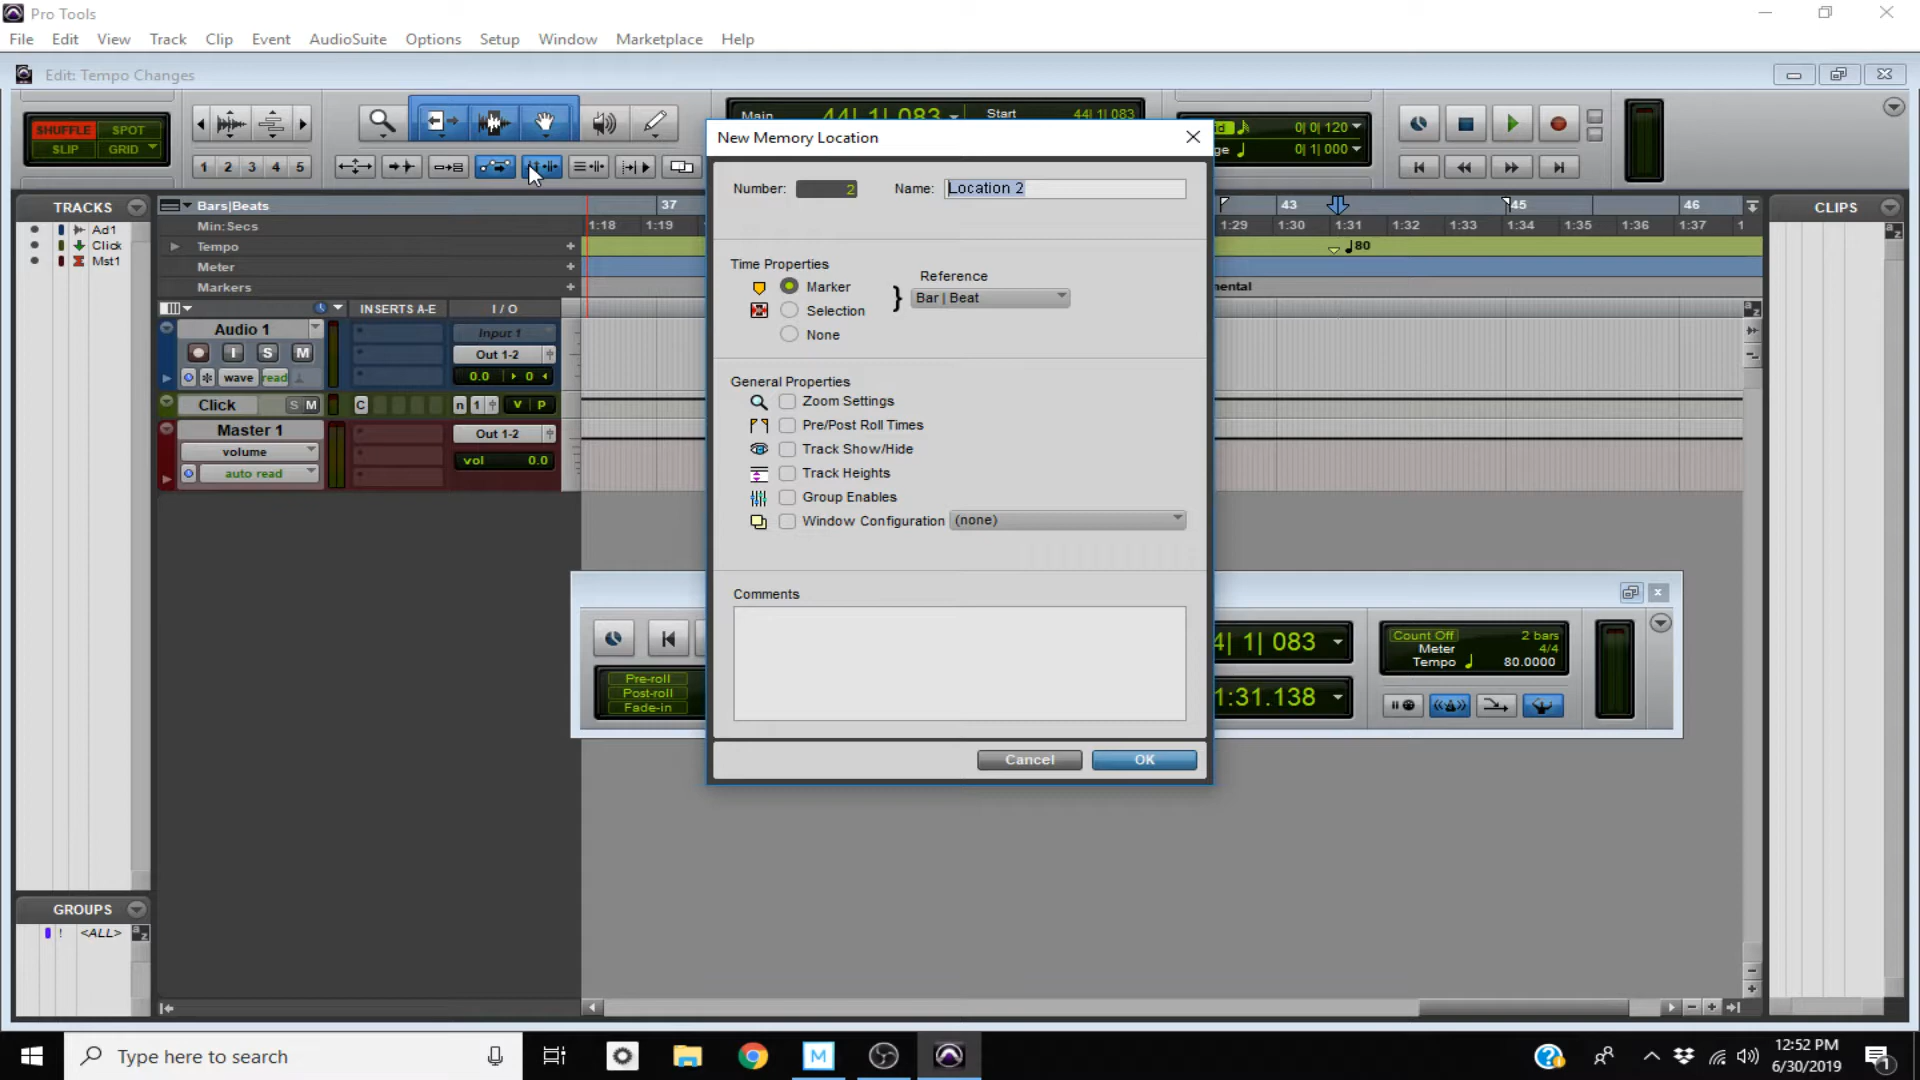 Pro Tools
File Edit View Track Clip Event AudioSuite Options Setup Window Marketplace Help
Edit: Tempo Changes
SHUFFLE SPOT
SLIP GRID
1 2 3 4 5
Main 44| 1| 083
Start 44| 1| 083
0| 0| 120
0| 1| 000
TRACKS
Ad1
Click
Mst1
Bars|Beats 37 43 45 46
Min:Secs 1:18 1:19 1:29 1:30 1:31 1:32 1:33 1:34 1:35 1:36 1:37
Tempo 80
Meter
Markers
INSERTS A-E I / O
Audio 1
Input 1
I S M
Out 1-2
wave read
0.0 0
Click S M C n 1 V P
Master 1
Out 1-2
volume
vol 0.0
auto read
CLIPS
New Memory Location
Number: 2 Name: Location 2
Time Properties
Reference
Marker
Bar | Beat
Selection
None
General Properties
Zoom Settings
Pre/Post Roll Times
Track Show/Hide
Track Heights
Group Enables
Window Configuration (none)
Comments
Cancel OK
Pre-roll
Post-roll
Fade-in
4| 1| 083
1:31.138
Count Off 2 bars
Meter 4/4
Tempo 80.0000
GROUPS
! <ALL>
Type here to search
12:52 PM
6/30/2019